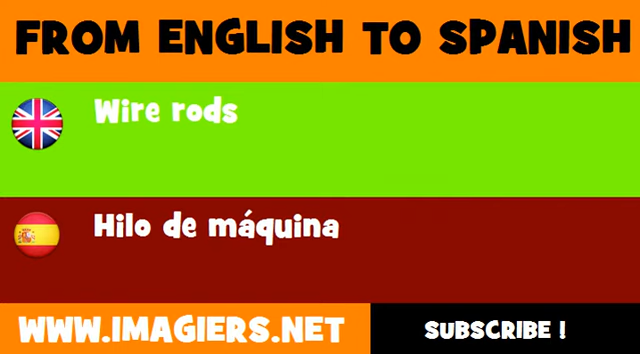 FROM ENGLISH TO SPANISH
Wire rods
Hilo de máquina
WWW.IMAGIERS.NET
SUBSCRIBE !